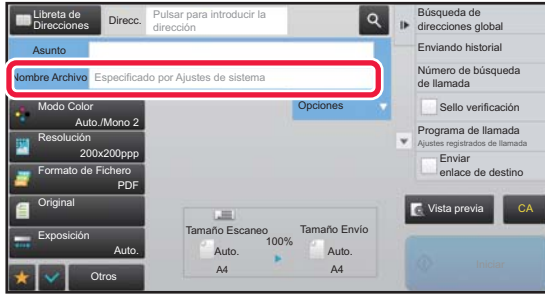 Libreta de
Direcciones
Direcc.
Pulsar para introducir la
dirección
Asunto
Nombre Archivo
Especificado por Ajustes de sistema
Modo Color
Auto./Mono 2
Resolución
200x200ppp
Formato de Fichero
PDF
Original
Exposición
Auto.
Otros
Opciones
Tamaño Escaneo
100%
Tamaño Envío
Auto.
A4
Auto.
A4
Búsqueda de
direcciones global
Enviando historial
Número de búsqueda
de llamada
Sello verificación
Programa de llamada
Ajustes registrados de llamada
Enviar
enlace de destino
Vista previa
CA